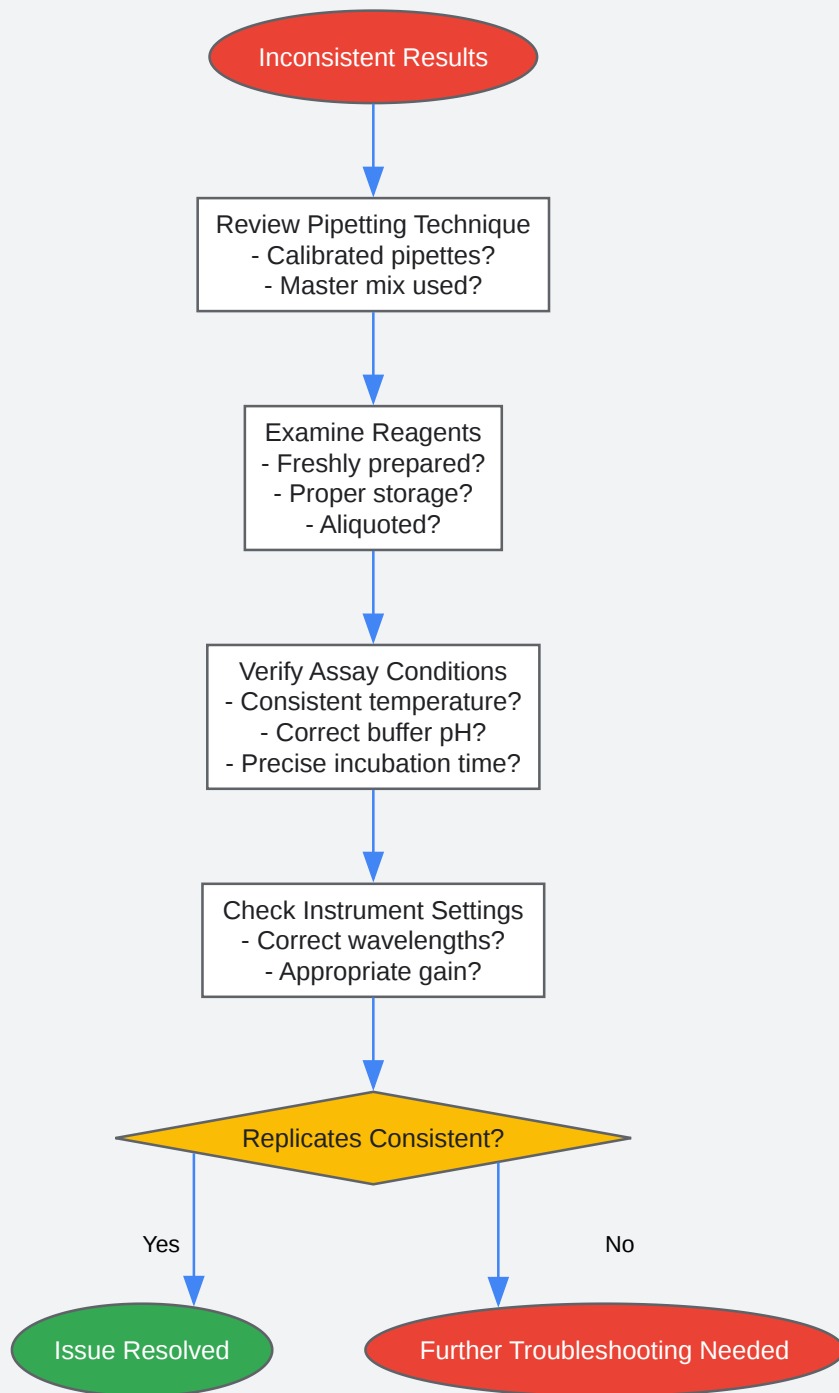 Inconsistent Results
Review Pipetting Technique
- Calibrated pipettes?
- Master mix used?
Examine Reagents
- Freshly prepared?
- Proper storage?
- Aliquoted?
Verify Assay Conditions
- Consistent temperature?
- Correct buffer pH?
- Precise incubation time?
Check Instrument Settings
- Correct wavelengths?
- Appropriate gain?
Replicates Consistent?
Yes
No
Issue Resolved
Further Troubleshooting Needed